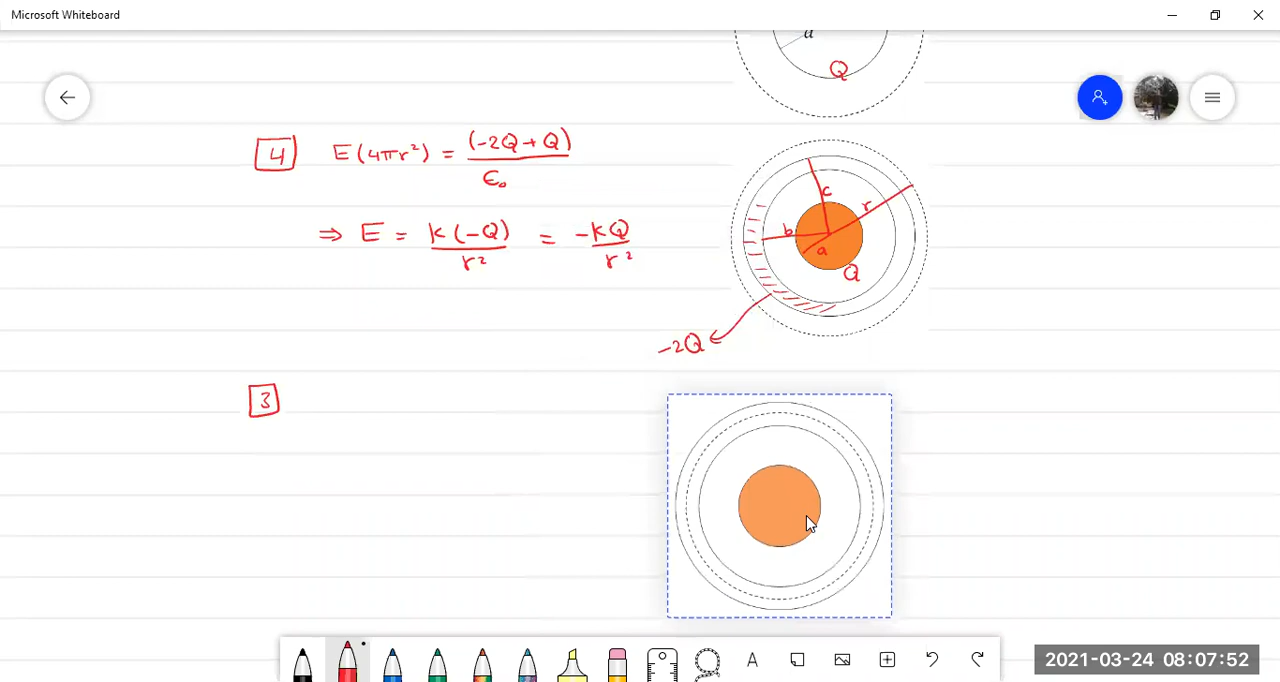 Microsoft Whiteboard
a
Q
4 E(4πr²) = (-2Q+Q)/ϵ₀
⇒ E = k(-Q)/r² = -kQ/r²
c
r
b
a
Q
-2Q
3
A
2021-03-24 08:07:52